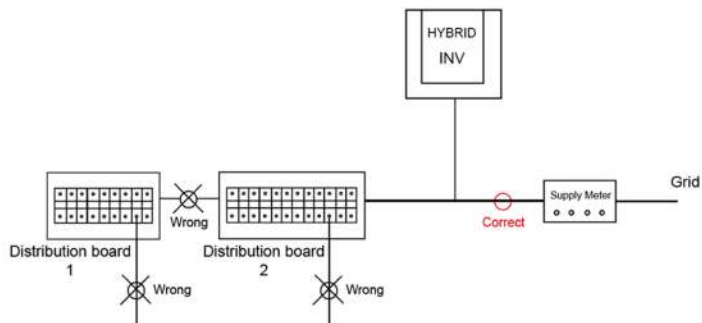 HYBRID
INV
Grid
Supply Meter
Correct
Wrong
Distribution board
1
Distribution board
2
Wrong
Wrong